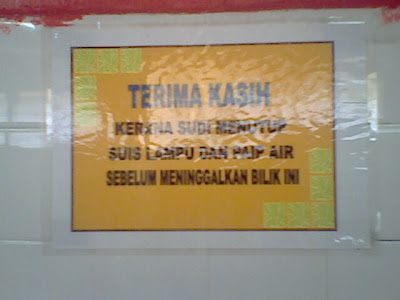 TERIMA KASIH
KERANA SUDI MENUTUP
SUIS LAMPU DAN PAIP AIR
SEBELUM MENINGGALKAN BILIK INI